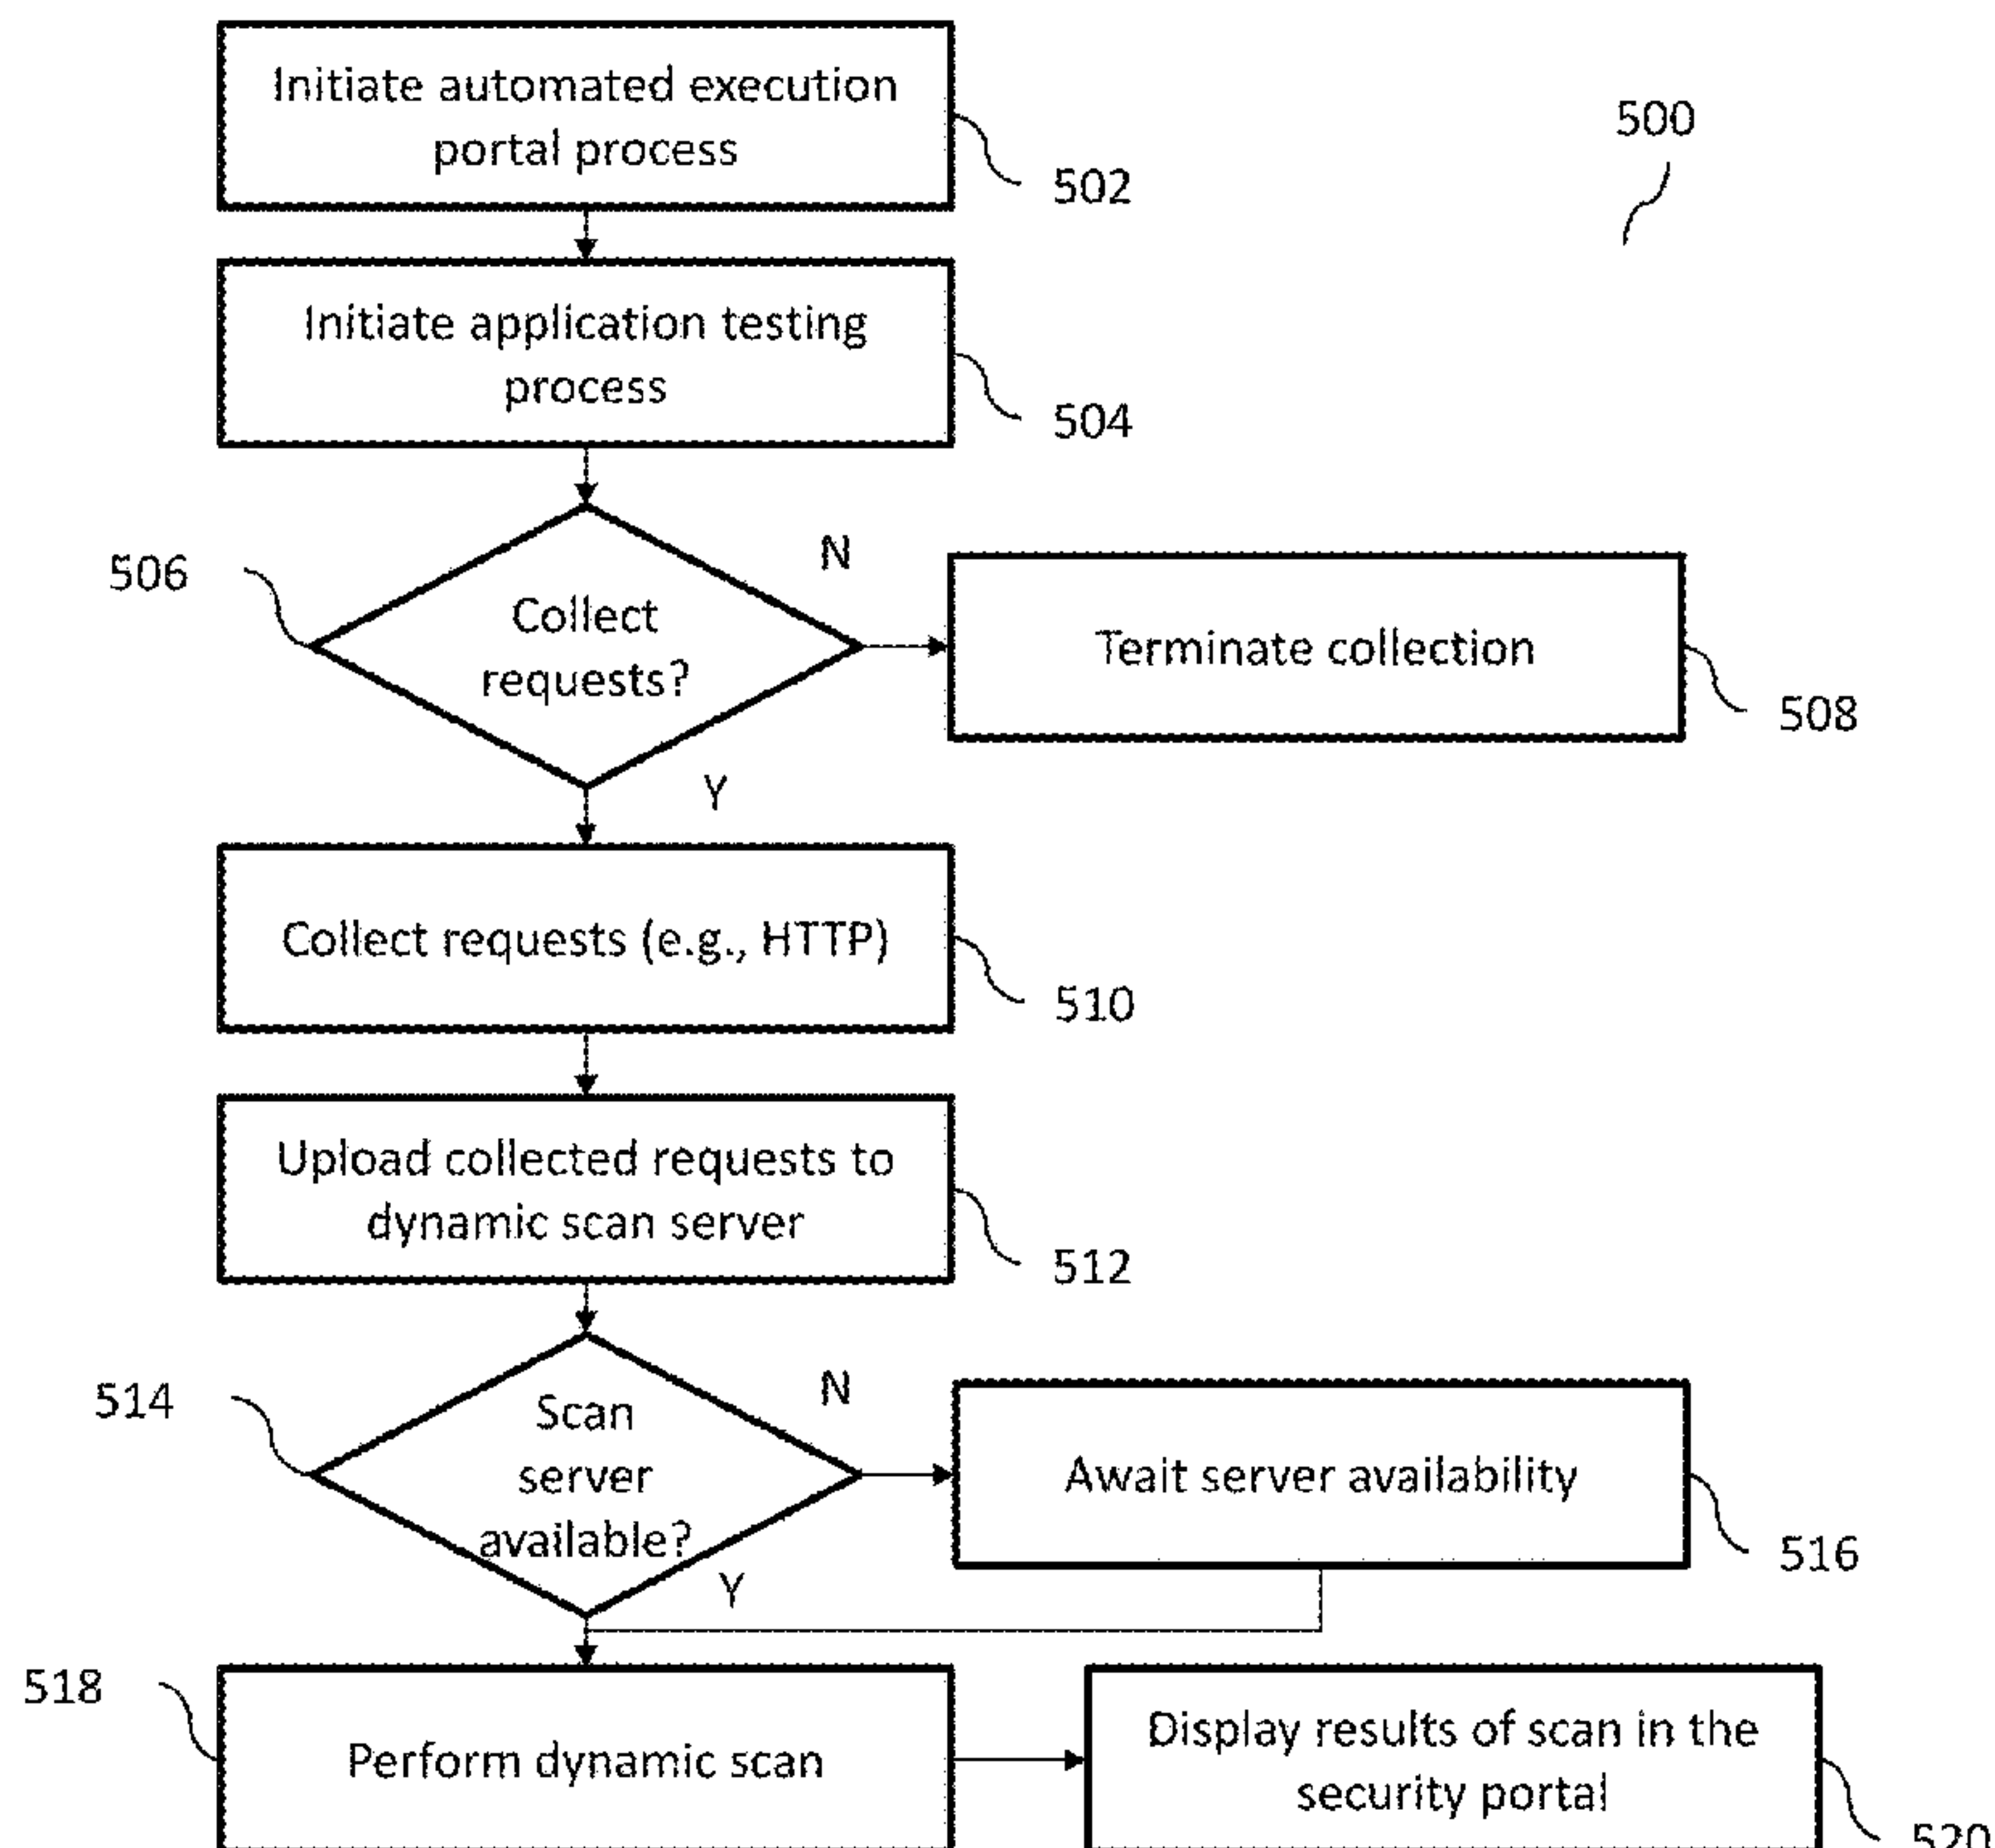 Initiate automated execution
portal process
502
500
Initiate application testing
process
504
506
Collect
requests?
N
Terminate collection
508
Y
Collect requests (e.g., HTTP)
510
Upload collected requests to
dynamic scan server
512
514
Scan
server
available?
N
Await server availability
516
Y
518
Perform dynamic scan
Display results of scan in the
security portal
520